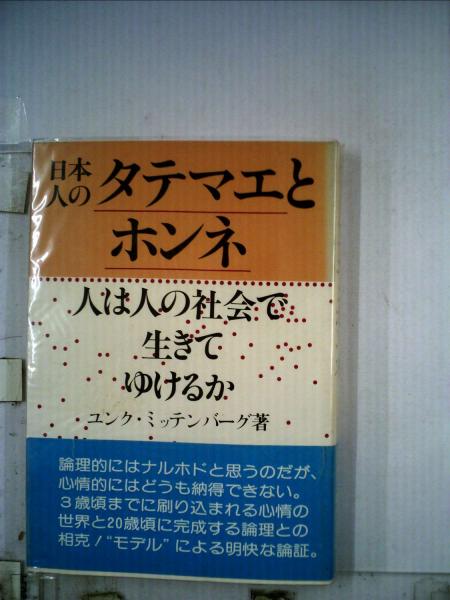 日本人のタテマエと
ホンネ
人は人の社会で
生きて
ゆけるか
ユンク・ミッテンバーグ著
論理的にはナルホドと思うのだが、
心情的にはどうも納得できない。
3歳頃までに刷り込まれる心情の
世界と20歳頃に完成する論理との
相克！“モデル”による明快な論証。